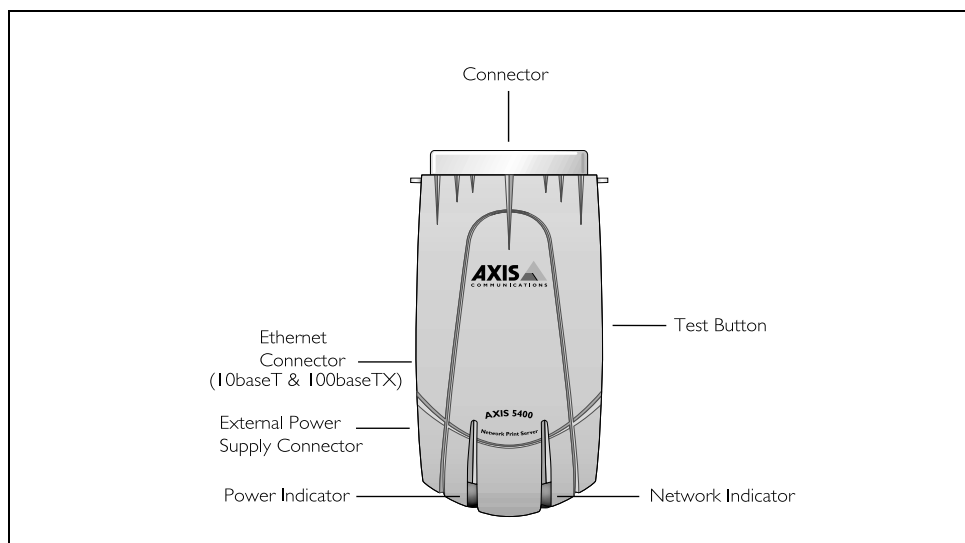 Connector
AXIS
COMMUNICATIONS
Test Button
Ethernet
Connector
(10baseT & 100baseTX)
AXIS 5400
Network Print Server
External Power
Supply Connector
Power Indicator
Network Indicator